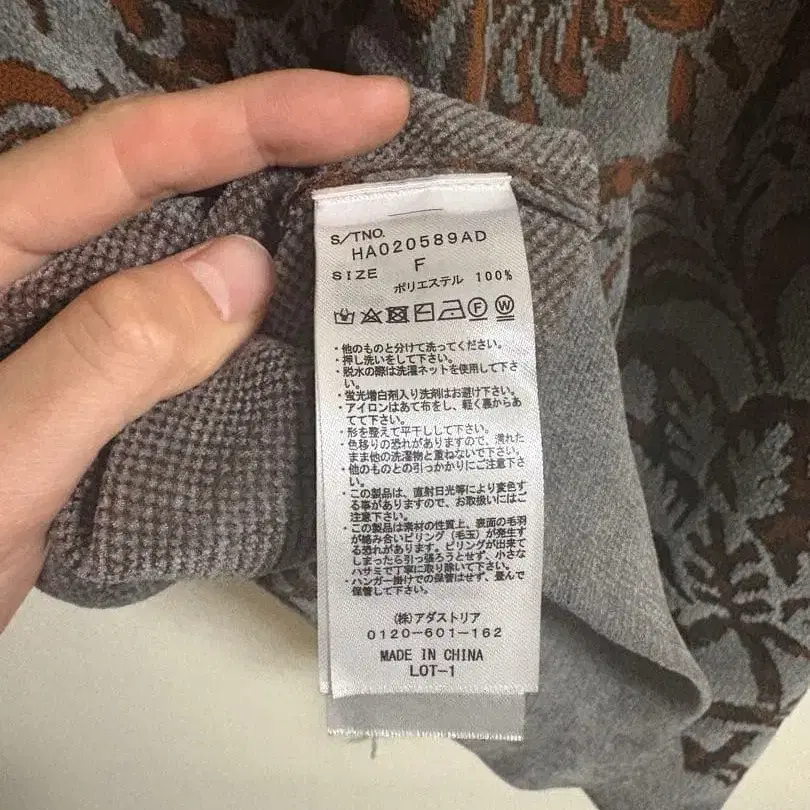 S/TNO.
HA020589AD
SIZE F
ポリエステル 100%
F W
・他のものと分けて洗ってください。
・押し洗いをして下さい。
・脱水の際は洗濯ネットを使用して下さ
い。
・蛍光増白剤入り洗剤はお避け下さい。
・アイロンはあて布をし、軽く裏からあ
てて下さい。
・形を整えて平干しして下さい。
・色移りの恐れがありますので、濡れた
まま他の洗濯物と重ねないで下さい。
・他のものとの引っかかりにご注意下さ
い。
・この製品は、直射日光等により変色す
る事がありますので、お取扱いにはご
注意下さい。
・この製品は素材の性質上、表面の毛羽
が絡み合いピリング（毛玉）が発生す
る恐れがあります。ピリングが出来て
しまったら引っ張ろうとせず、小さな
ハサミで丁寧に取り除いて下さい。
・ハンガー掛けでの保管はせず、畳んで
保管して下さい。
(株)アダストリア
0120-601-162
MADE IN CHINA
LOT-1